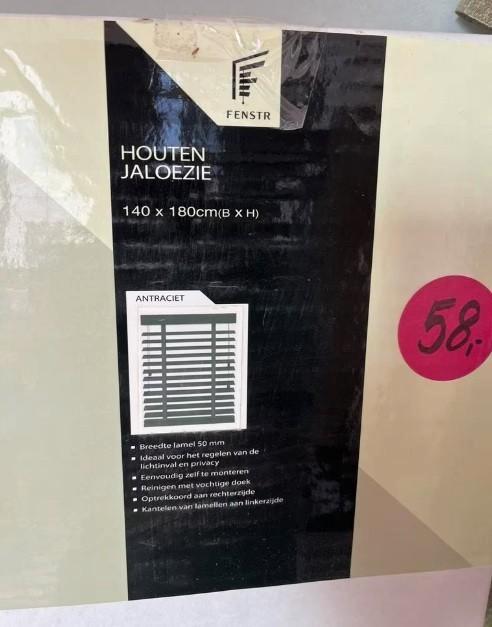 FENSTR
HOUTEN
JALOEZIE
140 x 180cm(B x H)
ANTRACIET
58,-
Breedte lamel 50 mm
Ideaal voor het regelen van de
lichtinval en privacy
Eenvoudig zelf te monteren
Reinigen met vochtige doek
Optrekkoord aan rechterzijde
Kantelen van lamellen aan linkerzijde